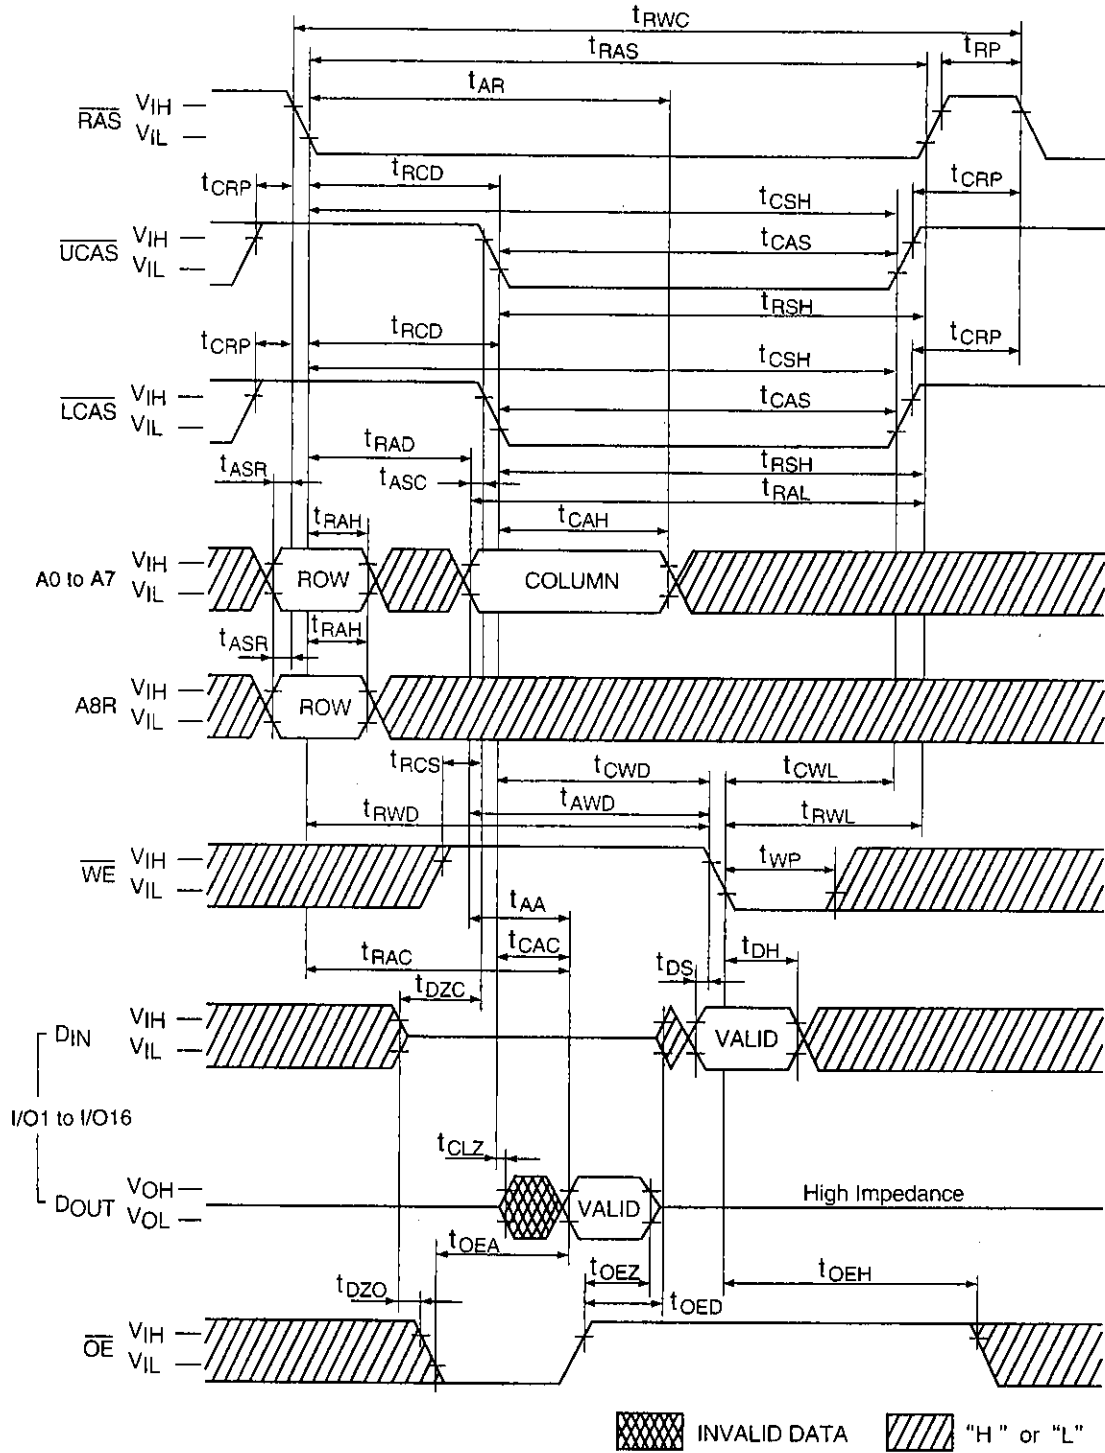 tRWC
tRAS
tRP
tAR
RAS VIH
VIL
tCRP
tRCD
tCRP
tCSH
UCAS VIH
VIL
tCAS
tRSH
tCRP
tRCD
tCRP
tCSH
LCAS VIH
VIL
tCAS
tRAD
tRSH
tASR
tASC
tRAL
tRAH
tCAH
A0 to A7 VIH
VIL
ROW
COLUMN
tASR
tRAH
A8R VIH
VIL
ROW
tRCS
tCWD
tCWL
tAWD
tRWD
tRWL
WE VIH
VIL
tWP
tAA
tCAC
tRAC
tDH
tDS
tDZC
DIN VIH
VIL
VALID
I/O1 to I/O16
tCLZ
DOUT VOH
VOL
VALID
High Impedance
tOEA
tOEZ
tOEH
tDZO
tOED
OE VIH
VIL
INVALID DATA
"H" or "L"